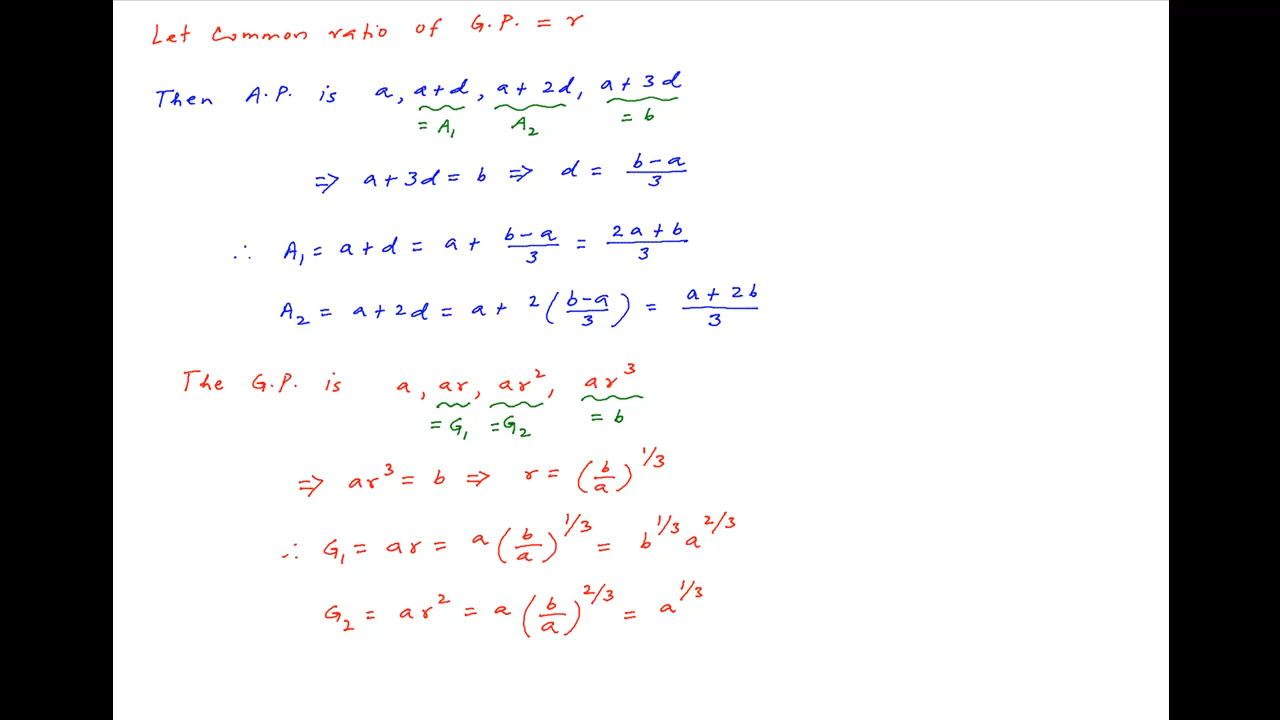 Let Common ratio of G.P. = r
Then A.P. is a, a+d, a+2d, a+3d
= A₁ A₂ = b
⇒ a+3d = b ⇒ d = (b-a)/3
∴ A₁ = a+d = a + (b-a)/3 = (2a+b)/3
A₂ = a+2d = a + 2((b-a)/3) = (a+2b)/3
The G.P. is a, ar, ar², ar³
= G₁ = G₂ = b
⇒ ar³ = b ⇒ r = (b/a)^(1/3)
∴ G₁ = ar = a(b/a)^(1/3) = b^(1/3) a^(2/3)
G₂ = ar² = a(b/a)^(2/3) = a^(1/3)